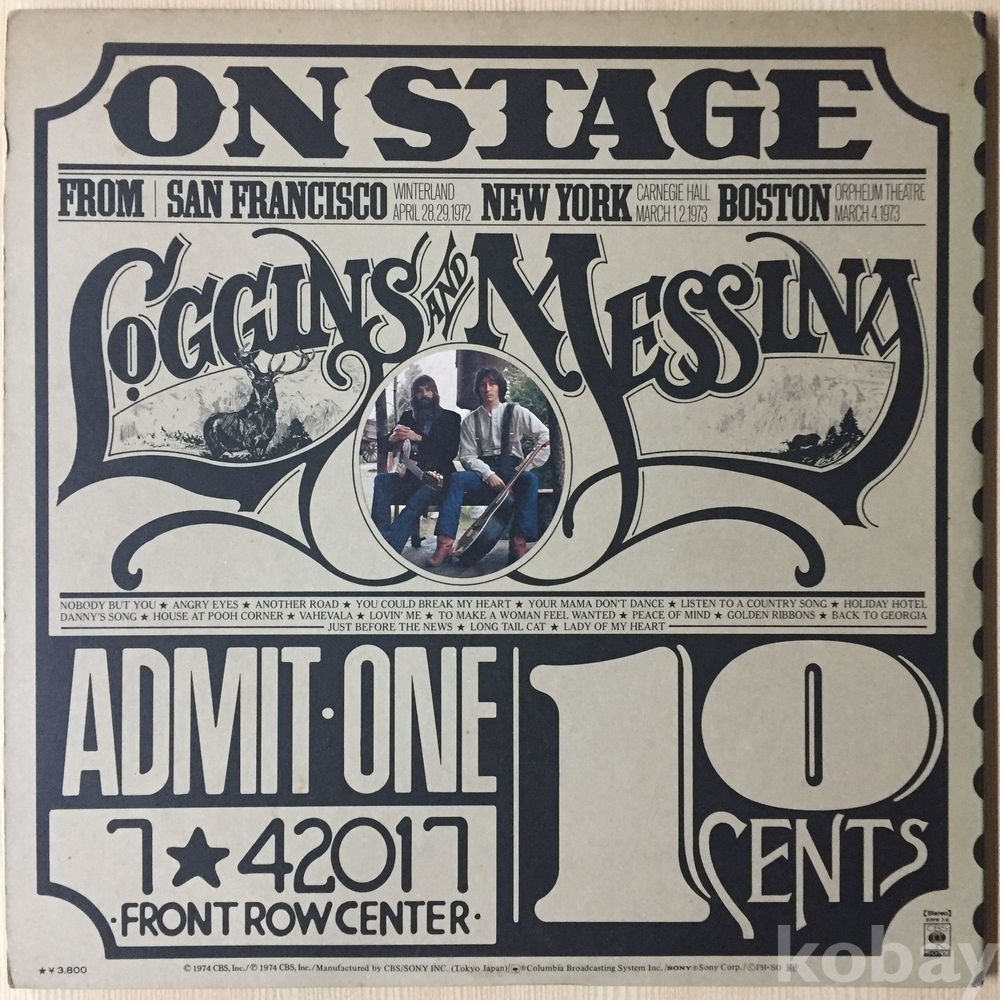 ON STAGE
FROM SAN FRANCISCO WINTERLAND APRIL 28,29,1972 NEW YORK CARNEGIE HALL MARCH 1,2,1973 BOSTON ORPHEUM THEATRE MARCH 4,1973
LOGGINS AND MESSINA
NOBODY BUT YOU ★ ANGRY EYES ★ ANOTHER ROAD ★ YOU COULD BREAK MY HEART ★ YOUR MAMA DON'T DANCE ★ LISTEN TO A COUNTRY SONG ★ HOLIDAY HOTEL
DANNY'S SONG ★ HOUSE AT POOH CORNER ★ VAHEVALA ★ LOVIN' ME ★ TO MAKE A WOMAN FEEL WANTED ★ PEACE OF MIND ★ GOLDEN RIBBONS ★ BACK TO GEORGIA
JUST BEFORE THE NEWS ★ LONG TAIL CAT ★ LADY OF MY HEART
ADMIT·ONE
7★42017
·FRONT ROW CENTER·
10
CENTS
[Stereo]
CBS
SONY
★¥3,800
© 1974 CBS, Inc./℗ 1974 CBS, Inc./Manufactured by CBS/SONY INC. (Tokyo Japan)/®Columbia Broadcasting System Inc./SONY®Sony Corp./
kobay